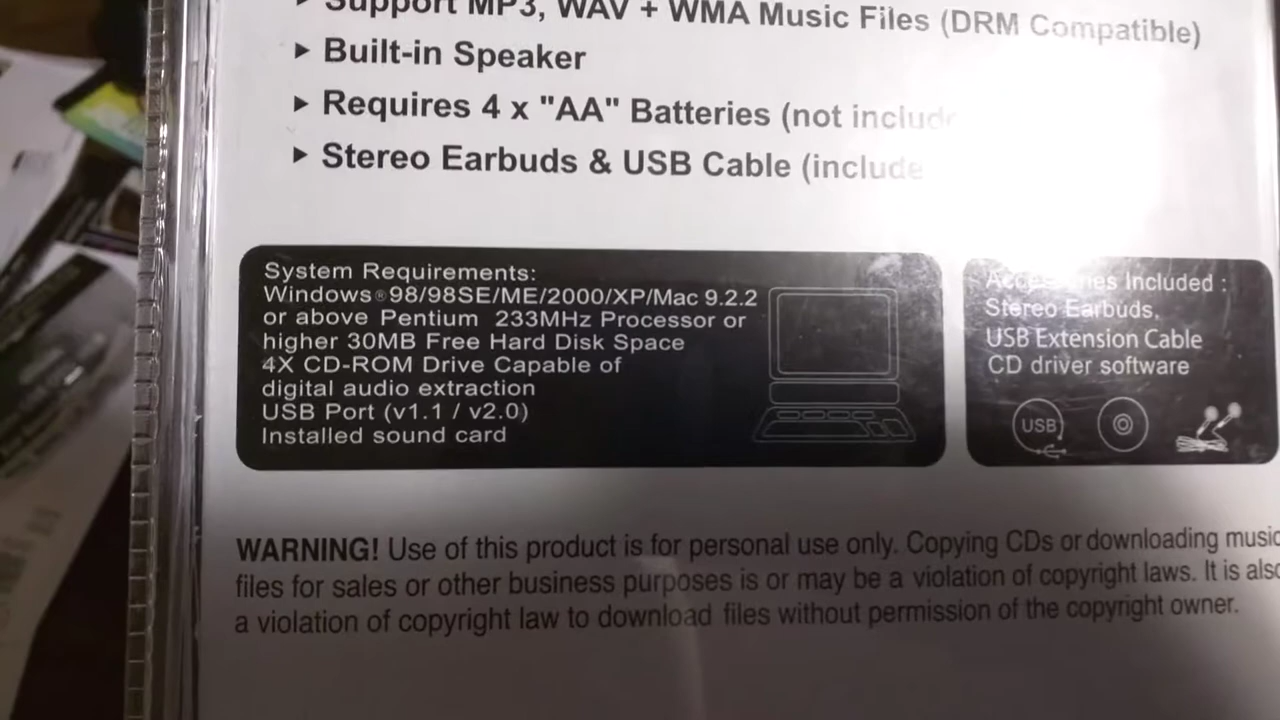 Support MP3, WAV + WMA Music Files (DRM Compatible)
Built-in Speaker
Requires 4 x "AA" Batteries (not
Stereo Earbuds & USB Cable
System Requirements:
Windows®98/98SE/ME/2000/XP/Mac 9.2.2
or above Pentium 233MHz Processor or
higher 30MB Free Hard Disk Space
4X CD-ROM Drive Capable of
digital audio extraction
USB Port (v1.1 / v2.0)
Installed sound card
Accessories Included :
Stereo Earbuds,
USB Extension Cable
CD driver software
USB
WARNING! Use of this product is for personal use only. Copying CDs or downloading music
files for sales or other business purposes is or may be a violation of copyright laws. It is also
a violation of copyright law to download files without permission of the copyright owner.